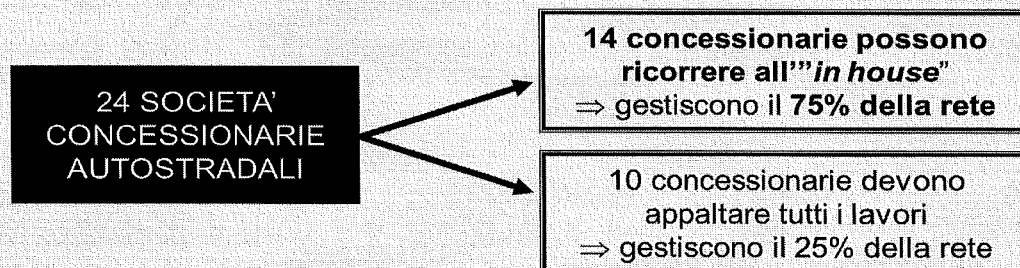 24 SOCIETA'
CONCESSIONARIE
AUTOSTRADALI
14 concessionarie possono
ricorrere all'"in house"
⇒ gestiscono il 75% della rete
10 concessionarie devono
appaltare tutti i lavori
⇒ gestiscono il 25% della rete